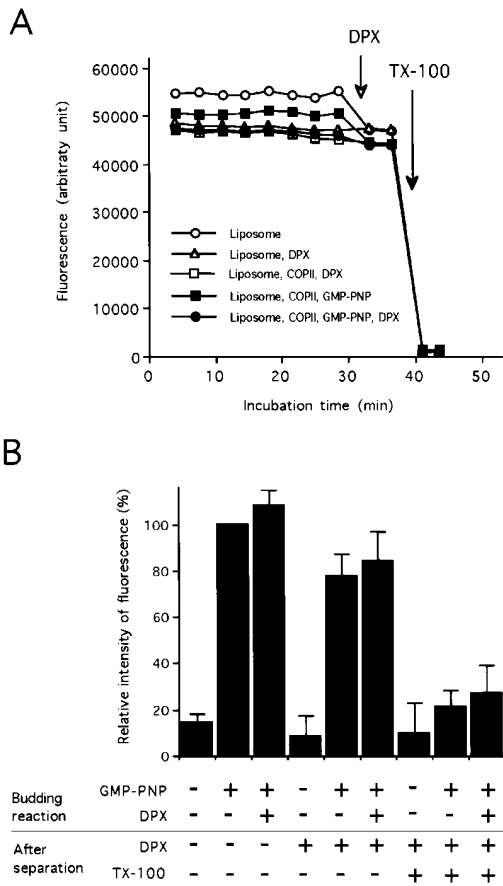 A
DPX
TX-100
60000
50000
40000
30000
20000
10000
0
Fluorescence (arbitraty unit)
Liposome
Liposome, DPX
Liposome, COPII, DPX
Liposome, COPII, GMP-PNP
Liposome, COPII, GMP-PNP, DPX
0 10 20 30 40 50
Incubation time (min)
B
Relative intensity of fluorescence (%)
100
80
60
40
20
0
Budding reaction
GMP-PNP - + + - + + - + +
DPX - - + - - + - - +
After separation
DPX - - - + + + + + +
TX-100 - - - - - - + + +